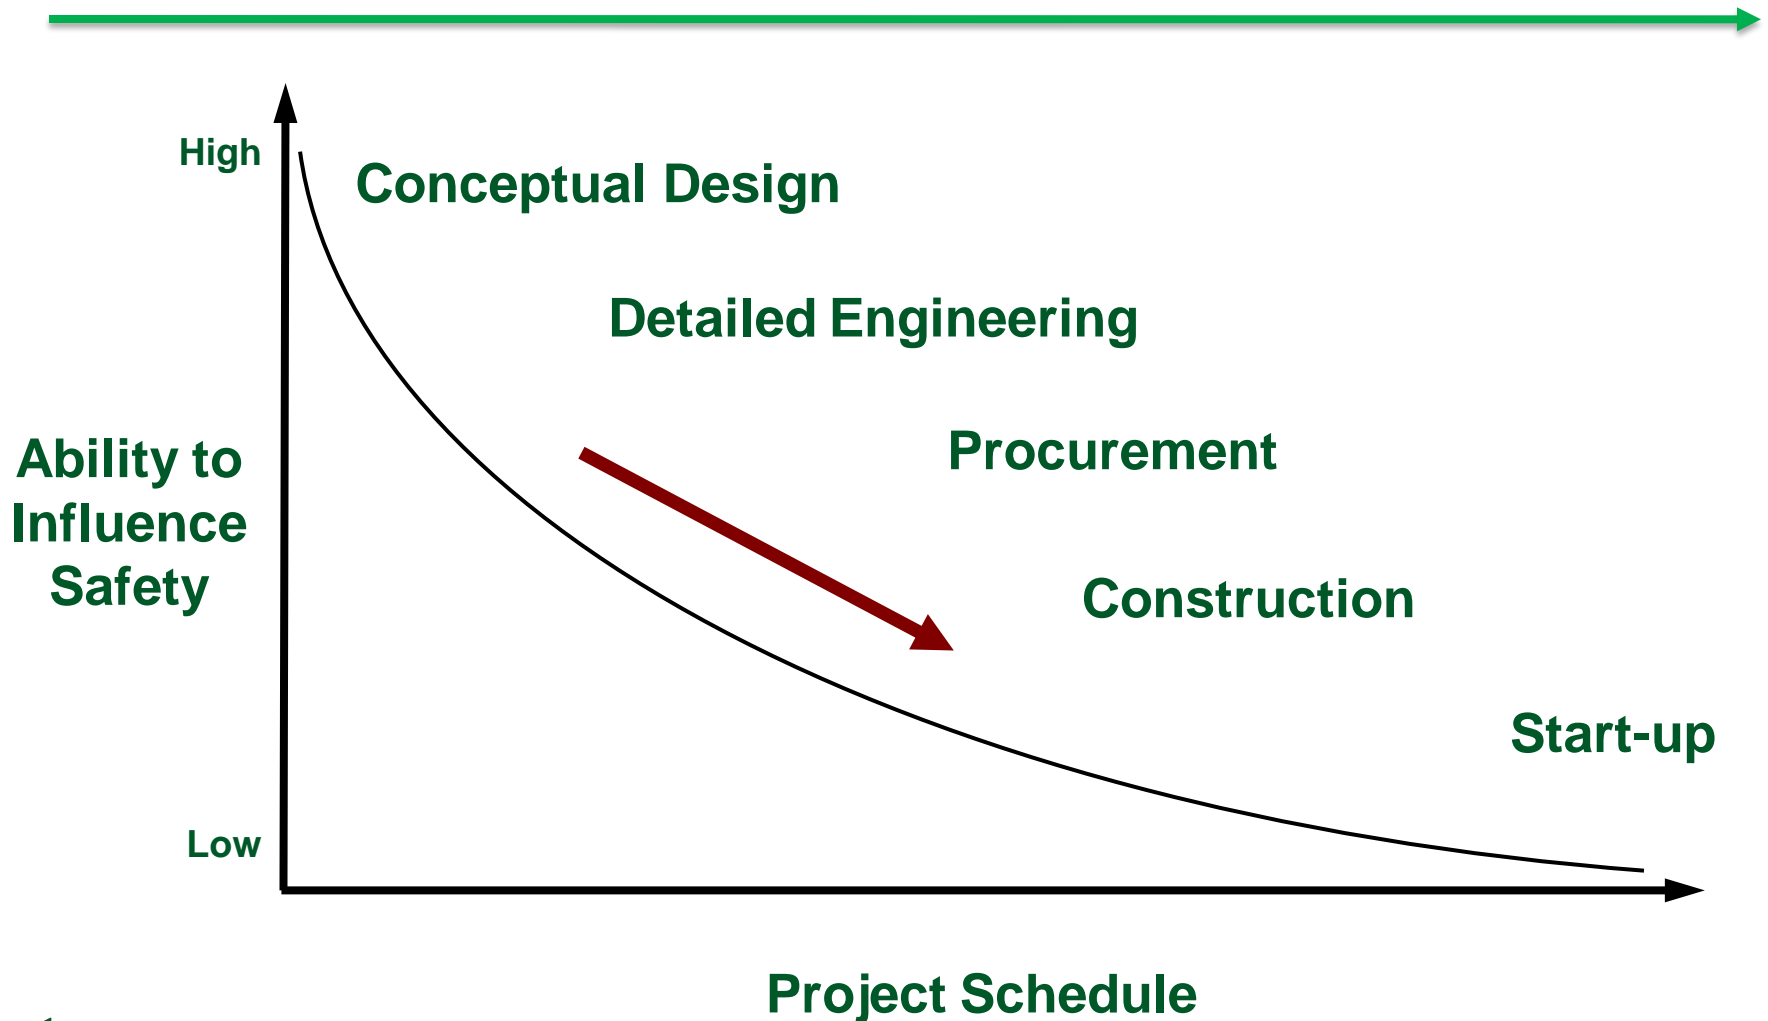 High
Conceptual Design
Detailed Engineering
Procurement
Ability to
Influence
Safety
Construction
Start-up
Low
Project Schedule